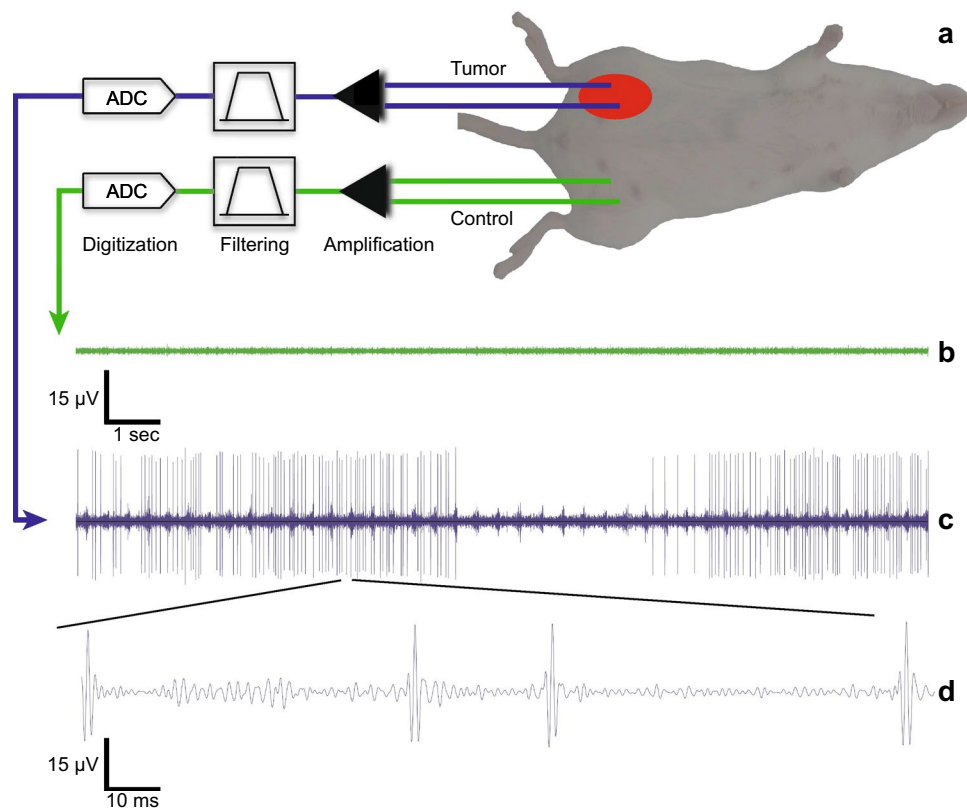 a
Tumor
ADC
ADC
Control
Digitization
Filtering
Amplification
b
15 µV
1 sec
c
d
15 µV
10 ms